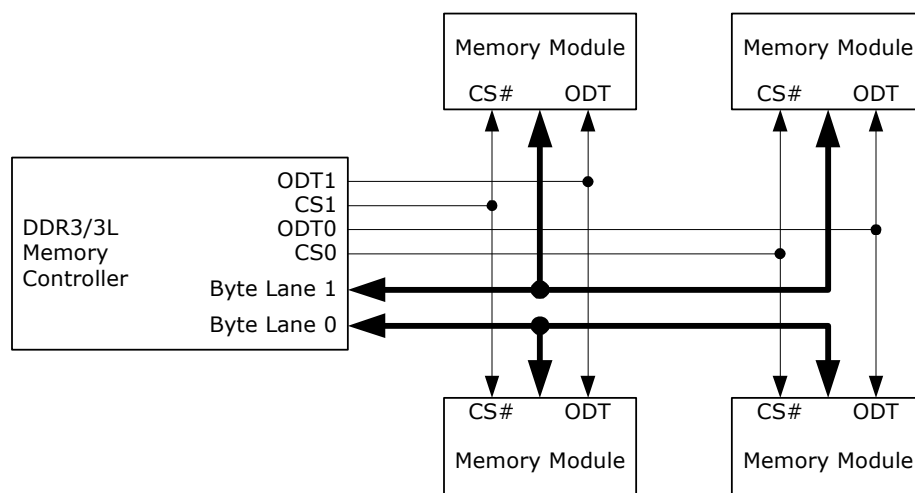 Memory Module
CS# ODT
Memory Module
CS# ODT
DDR3/3L
Memory
Controller
ODT1
CS1
ODT0
CS0
Byte Lane 1
Byte Lane 0
CS# ODT
Memory Module
CS# ODT
Memory Module